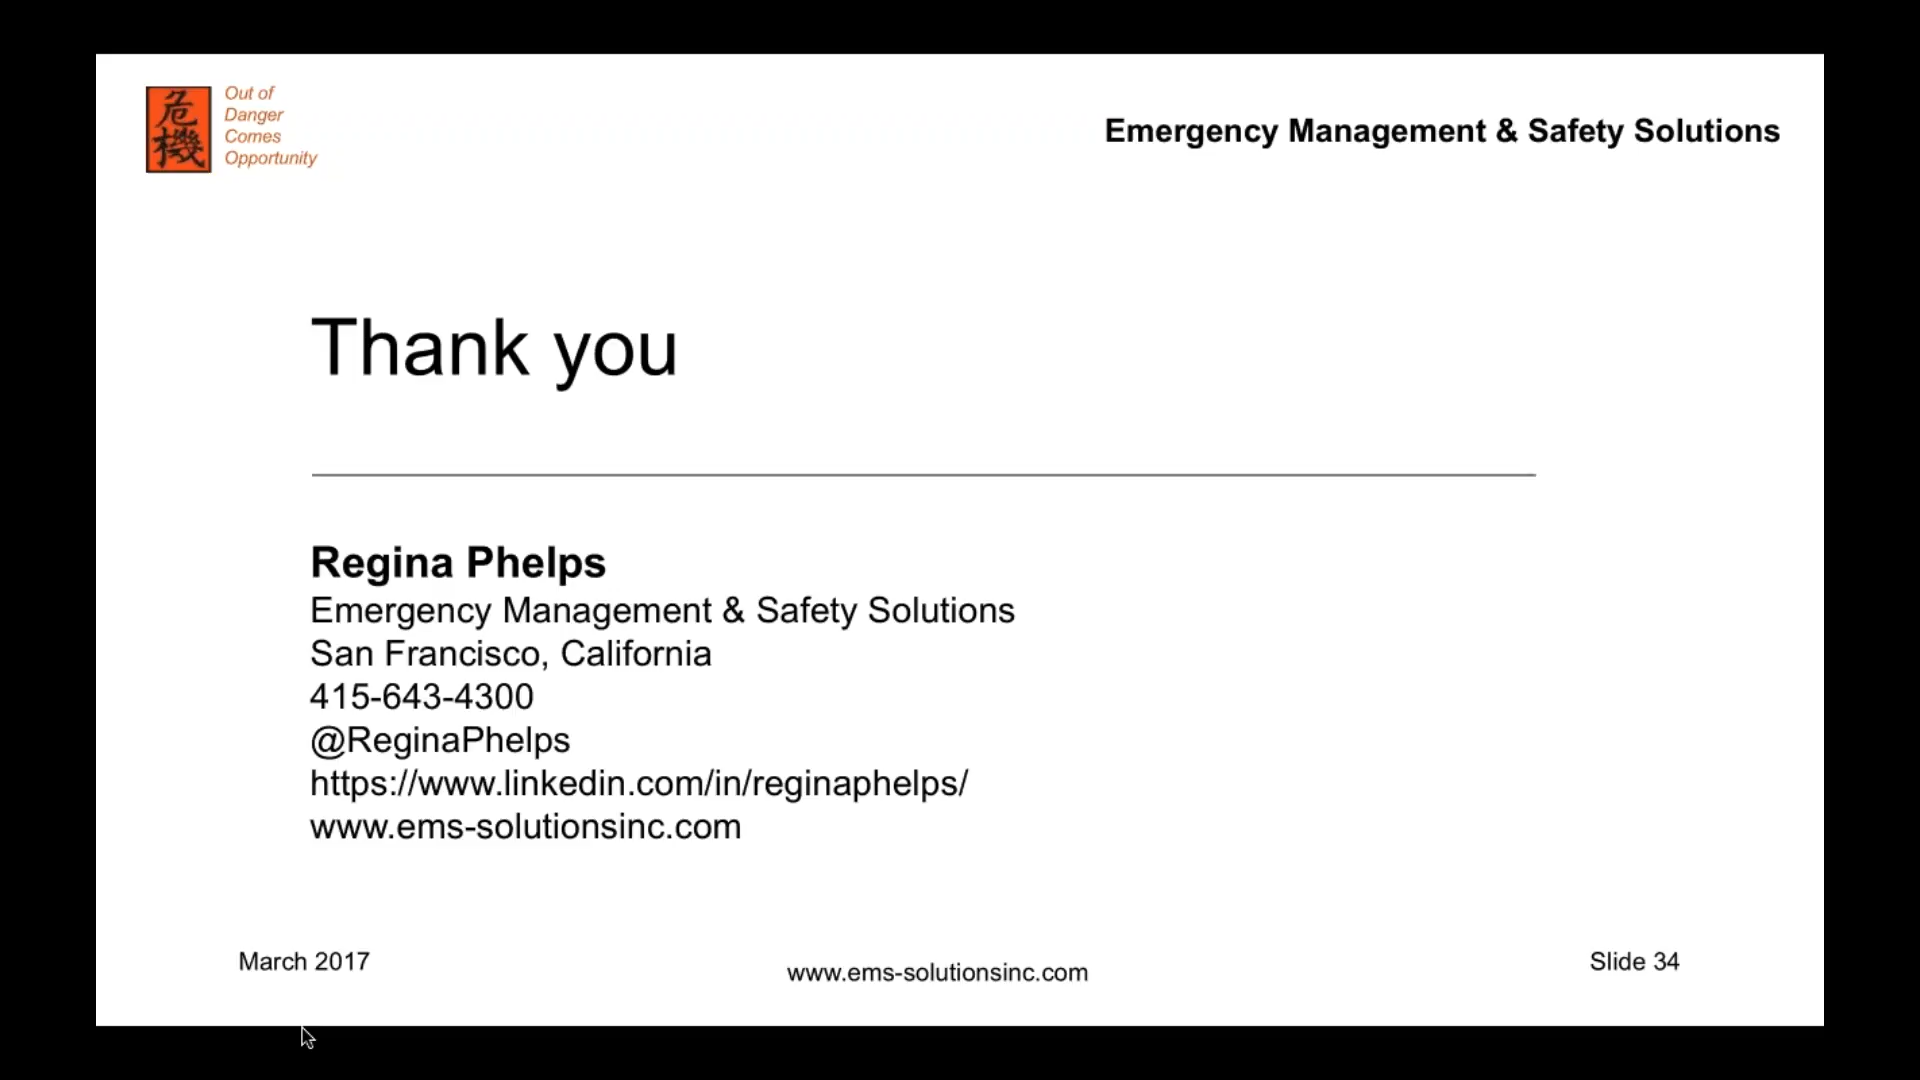 危
機
Out of
Danger
Comes
Opportunity
Emergency Management & Safety Solutions
Thank you
Regina Phelps
Emergency Management & Safety Solutions
San Francisco, California
415-643-4300
@ReginaPhelps
https://www.linkedin.com/in/reginaphelps/
www.ems-solutionsinc.com
March 2017
www.ems-solutionsinc.com
Slide 34